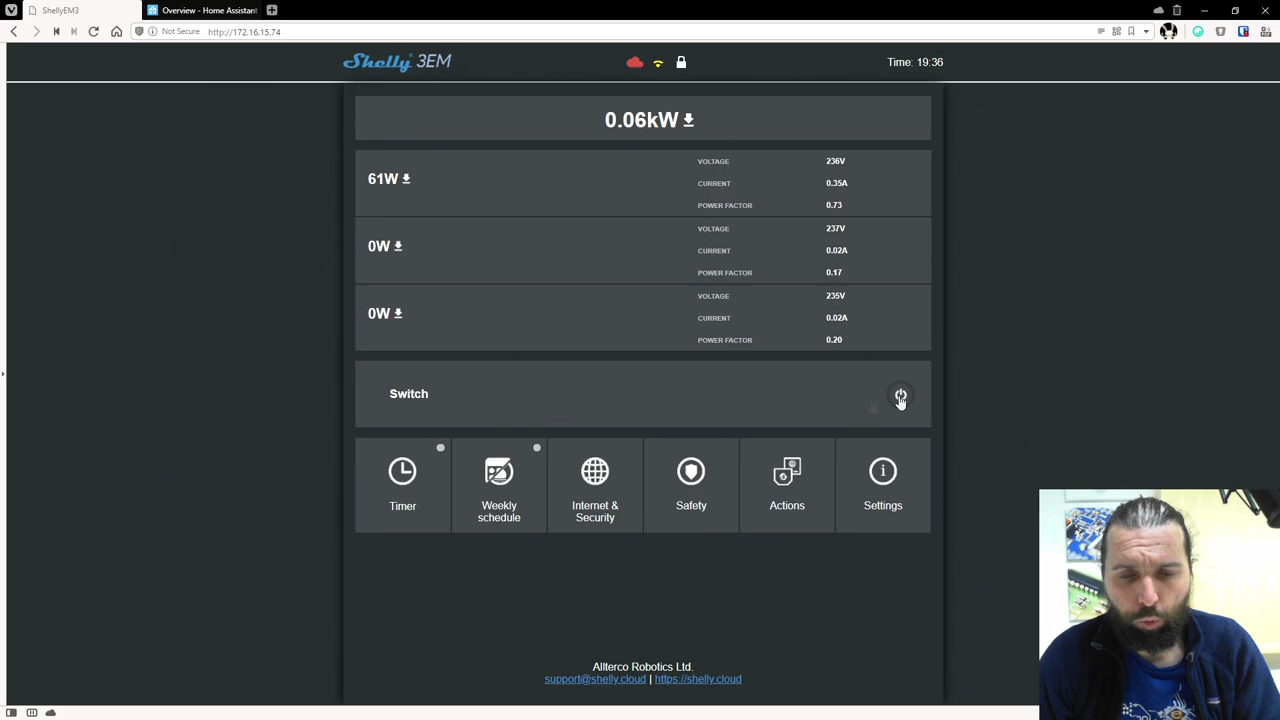 ShellyEM3
Overview - Home Assistant
Not Secure
http://172.16.15.74
Shelly 3EM
Time: 19:36
0.06kW
61W
VOLTAGE 236V
CURRENT 0.35A
POWER FACTOR 0.73
0W
VOLTAGE 237V
CURRENT 0.02A
POWER FACTOR 0.17
0W
VOLTAGE 235V
CURRENT 0.02A
POWER FACTOR 0.20
Switch
Timer
Weekly
schedule
Internet &
Security
Safety
Actions
Settings
Allterco Robotics Ltd.
support@shelly.cloud | https://shelly.cloud